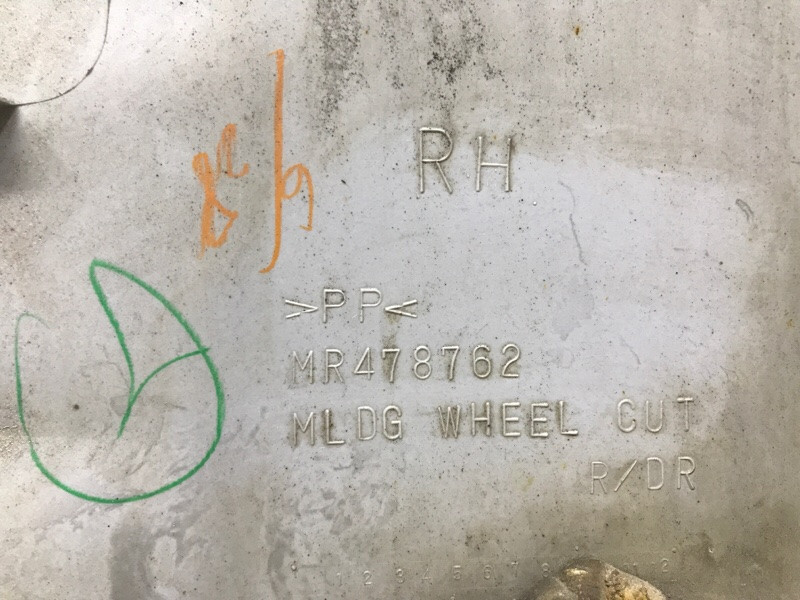 RH
>PP<
MR478762
MLDG WHEEL CUT
R/DR